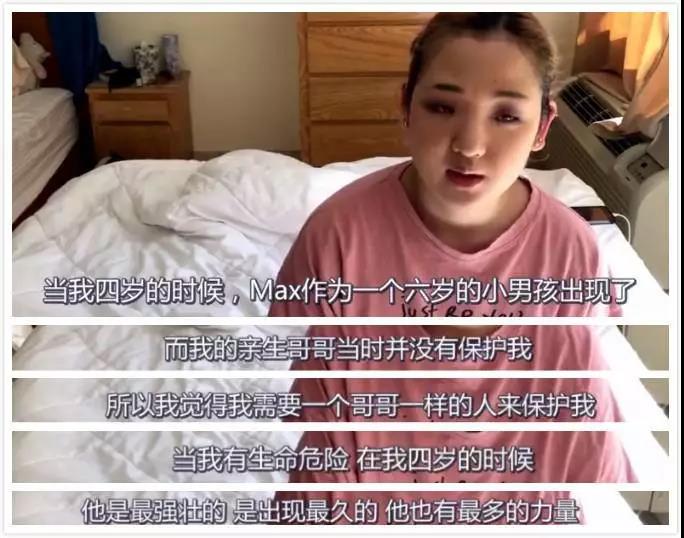 当我四岁的时候，Max作为一个六岁的小男孩出现了
Just Be You
而我的亲生哥哥当时并没有保护我
所以我觉得我需要一个哥哥一样的人来保护我
当我有生命危险 在我四岁的时候
他是最强壮的 是出现最久的 他也有最多的力量